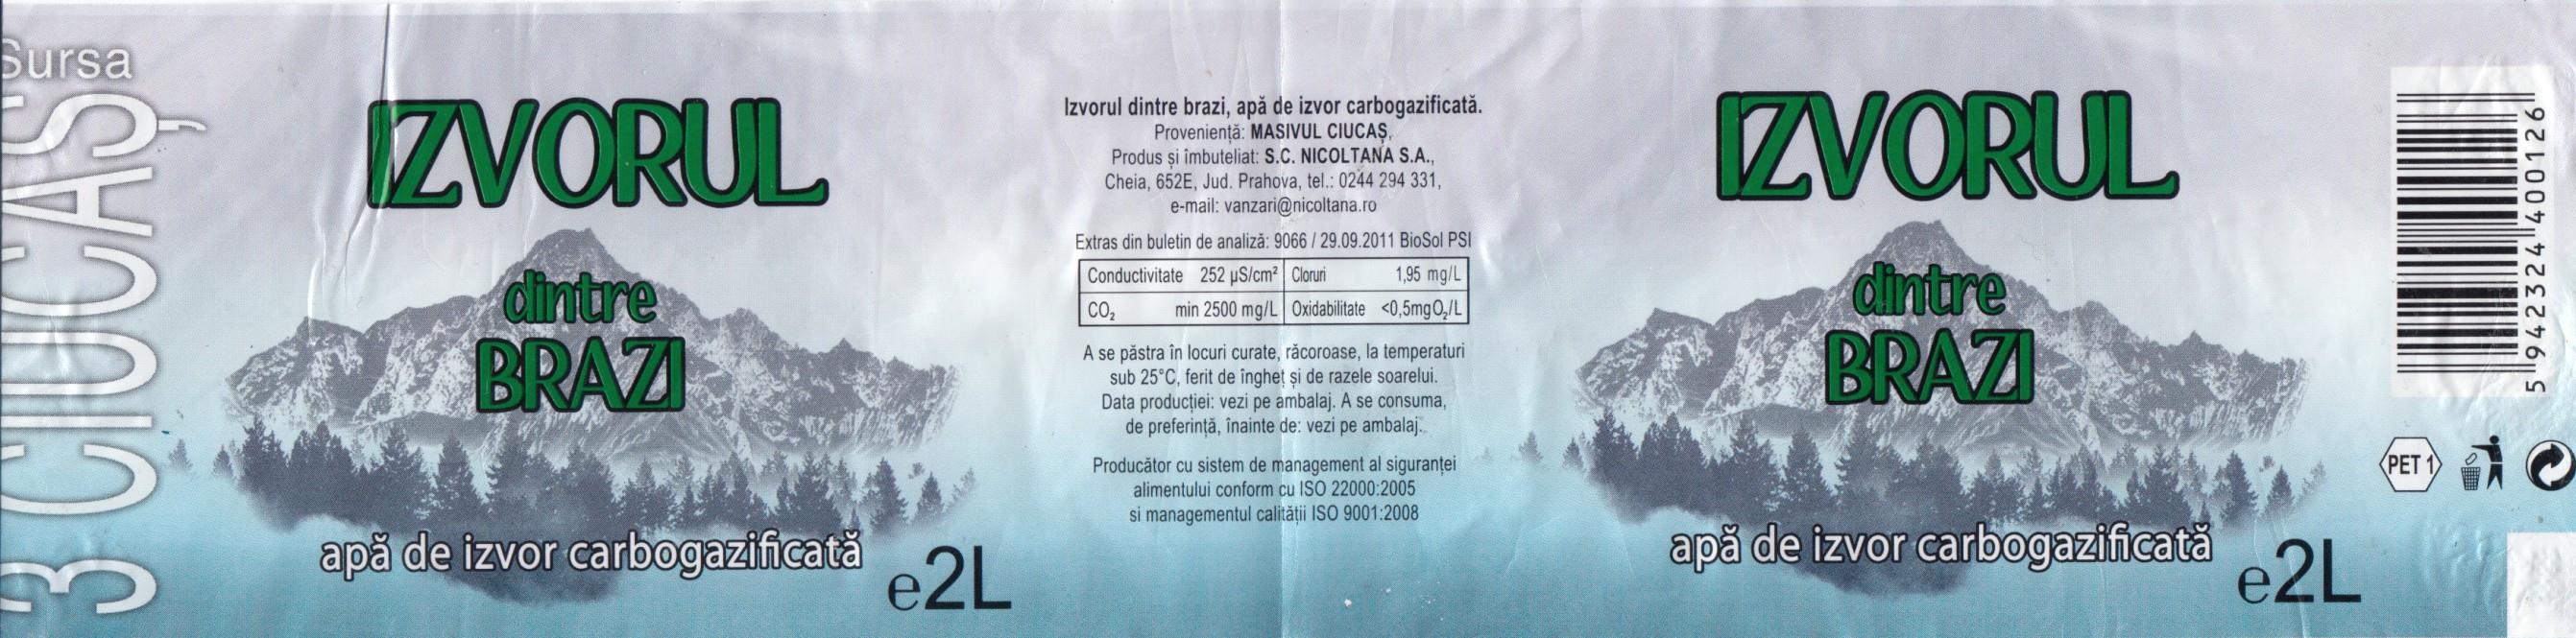 Sursa
3 CIUCAȘ
IZVORUL
dintre
BRAZI
apă de izvor carbogazificată
e2L
Izvorul dintre brazi, apă de izvor carbogazificată.
Proveniență: MASIVUL CIUCAȘ,
Produs și îmbuteliat: S.C. NICOLTANA S.A.,
Cheia, 652E, Jud. Prahova, tel.: 0244 294 331,
e-mail: vanzari@nicoltana.ro
Extras din buletin de analiză: 9066 / 29.09.2011 BioSol PSI
Conductivitate 252 µS/cm² Cloruri 1,95 mg/L
CO₂ min 2500 mg/L Oxidabilitate <0,5mgO₂/L
A se păstra în locuri curate, răcoroase, la temperaturi
sub 25°C, ferit de îngheț și de razele soarelui.
Data producției: vezi pe ambalaj. A se consuma,
de preferință, înainte de: vezi pe ambalaj.
Producător cu sistem de management al siguranței
alimentului conform cu ISO 22000:2005
si managementul calității ISO 9001:2008
IZVORUL
dintre
BRAZI
apă de izvor carbogazificată
e2L
5 942324 400126
PET 1